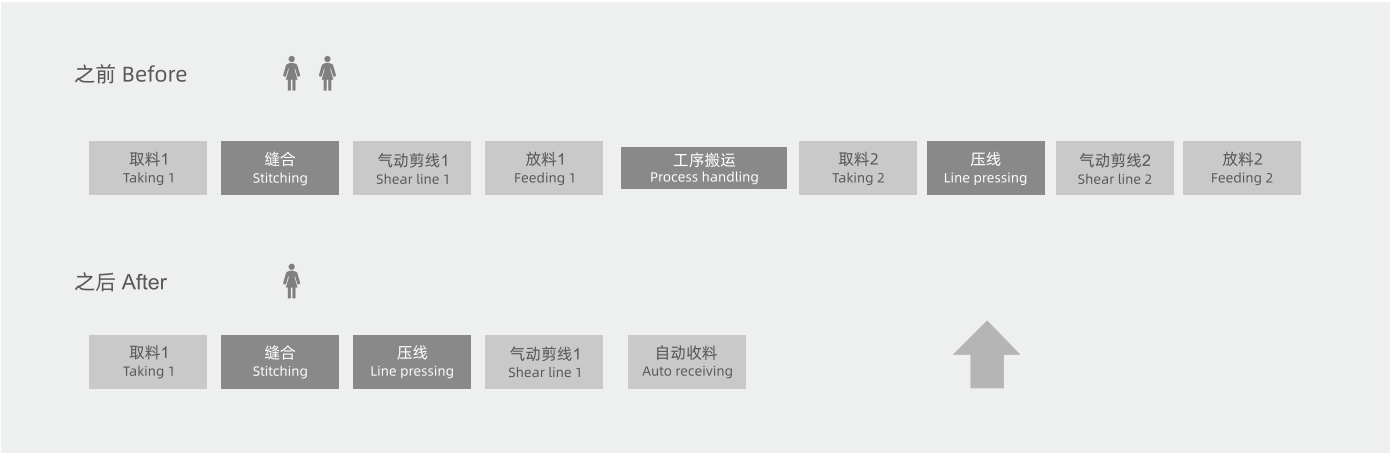 之前 Before
取料1
Taking 1
缝合
Stitching
气动剪线1
Shear line 1
放料1
Feeding 1
工序搬运
Process handling
取料2
Taking 2
压线
Line pressing
气动剪线2
Shear line 2
放料2
Feeding 2
之后 After
取料1
Taking 1
缝合
Stitching
压线
Line pressing
气动剪线1
Shear line 1
自动收料
Auto receiving